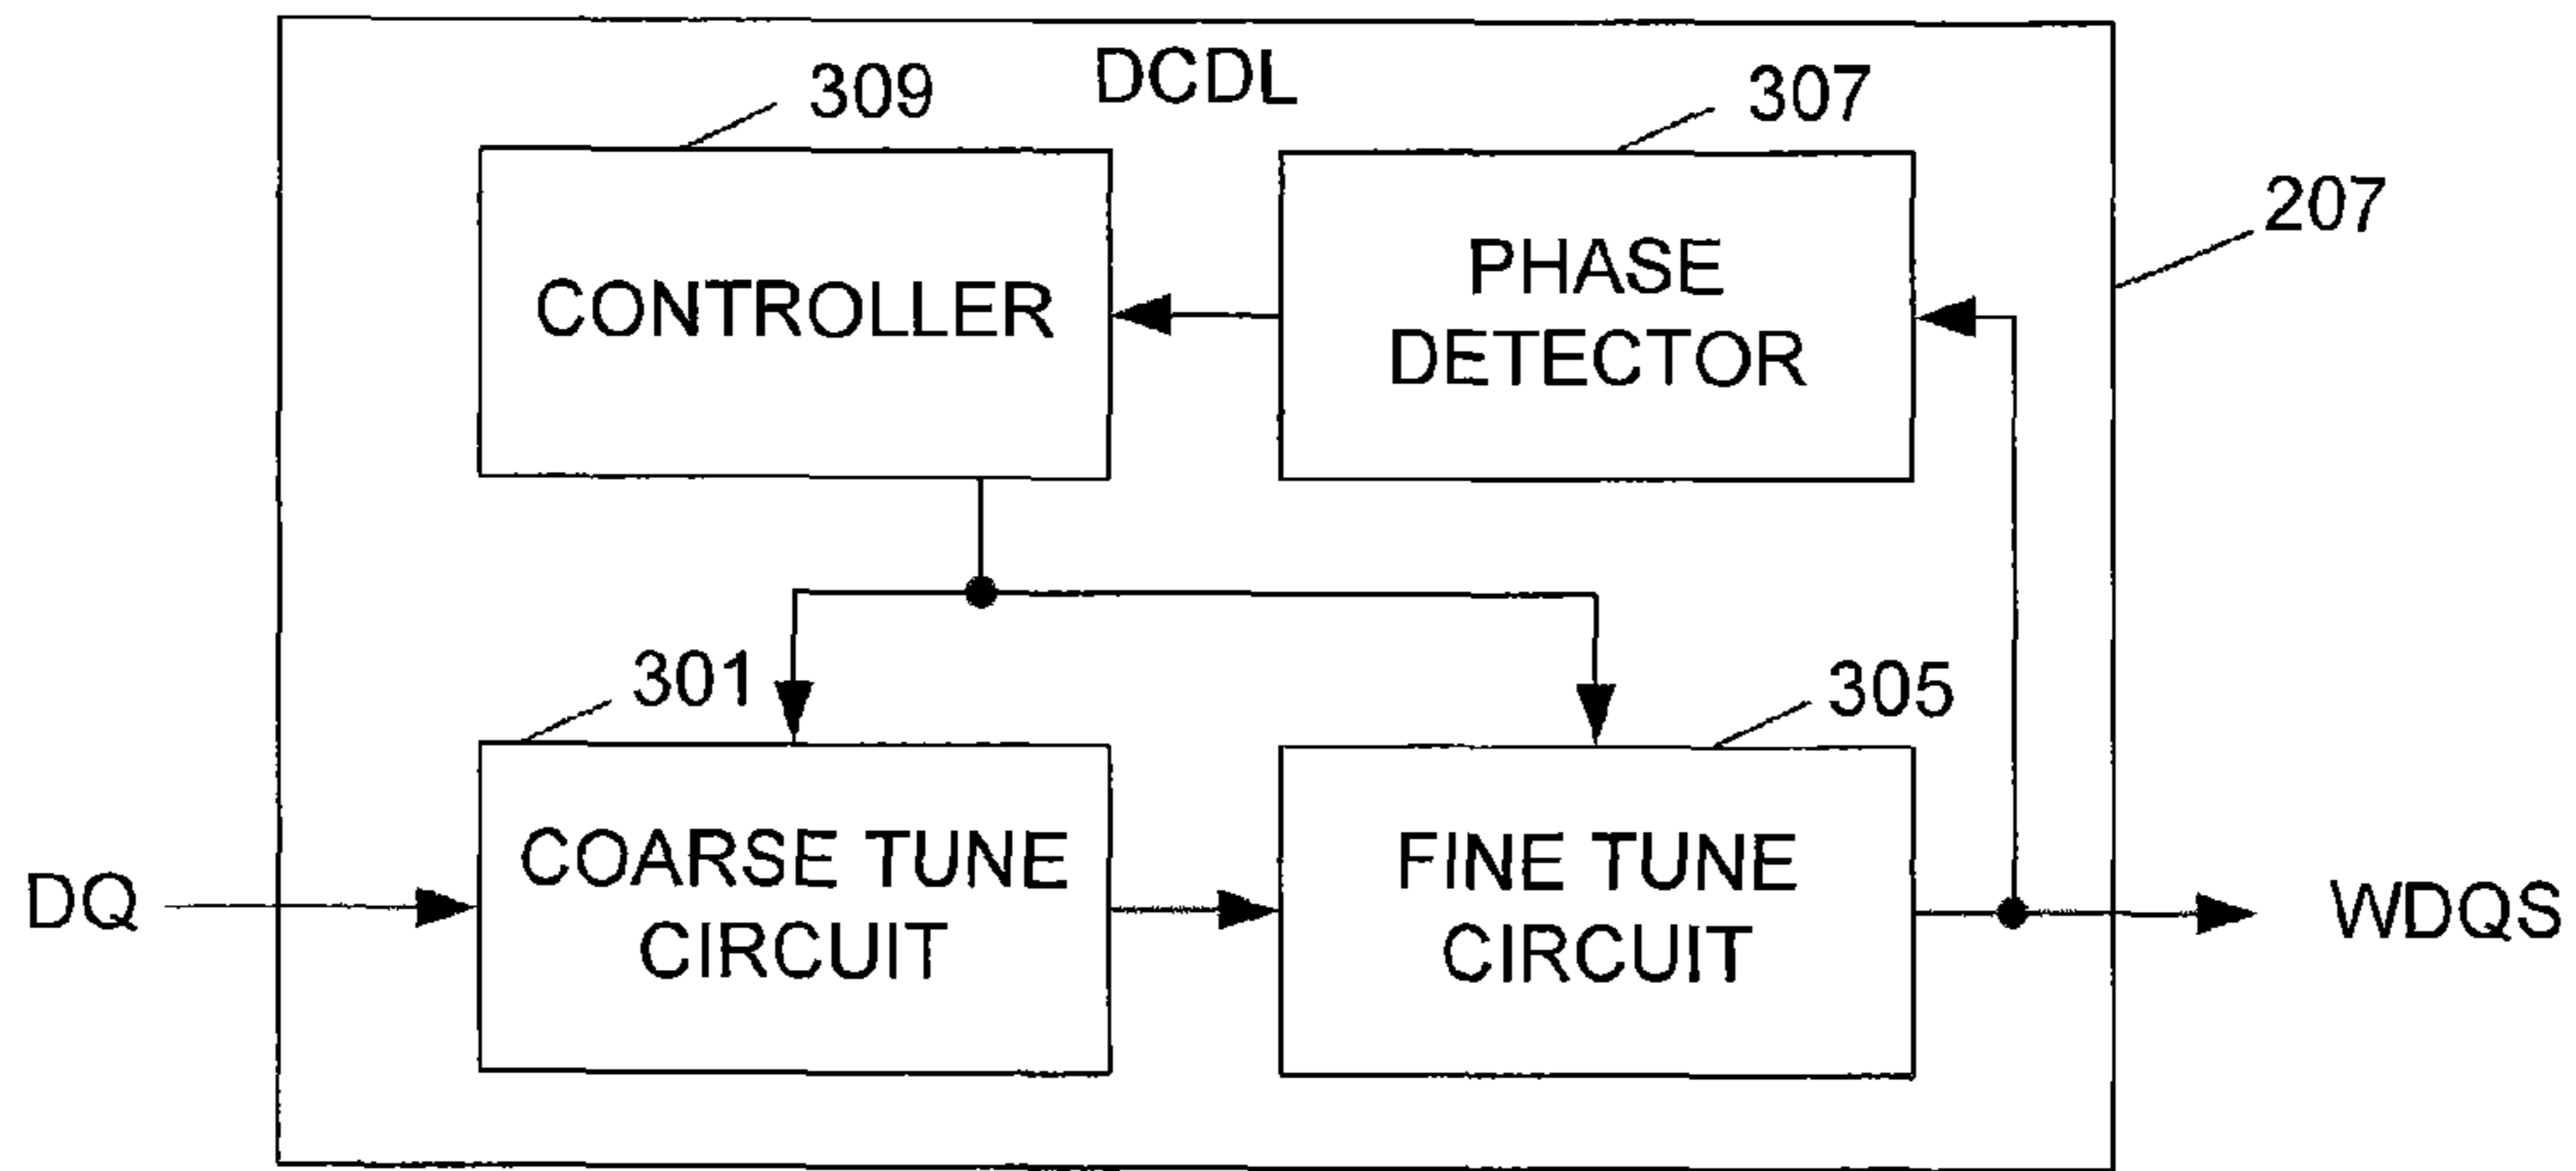 DCDL
309
307
207
CONTROLLER
PHASE
DETECTOR
301
305
COARSE TUNE
CIRCUIT
FINE TUNE
CIRCUIT
DQ
WDQS